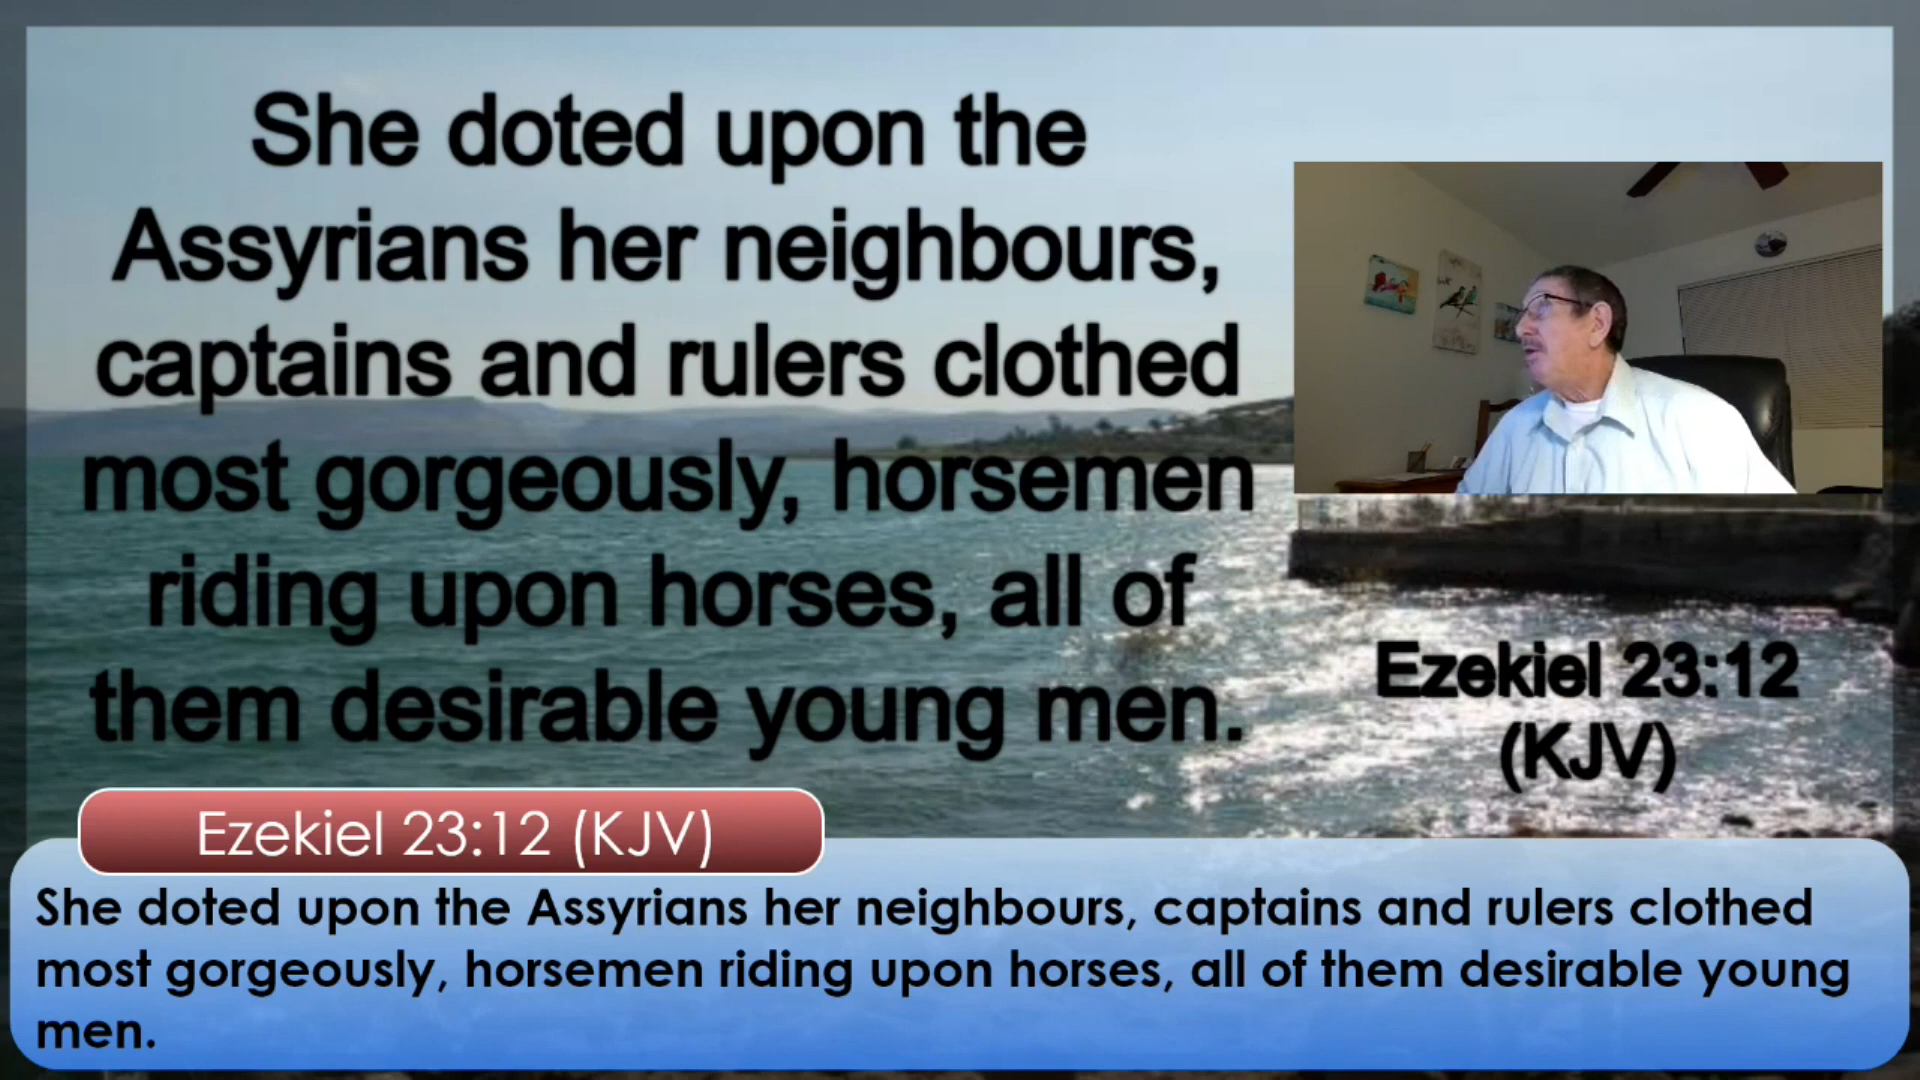 She doted upon the
Assyrians her neighbours,
captains and rulers clothed
most gorgeously, horsemen
riding upon horses, all of
them desirable young men.
Ezekiel 23:12
(KJV)
Ezekiel 23:12 (KJV)
She doted upon the Assyrians her neighbours, captains and rulers clothed
most gorgeously, horsemen riding upon horses, all of them desirable young
men.